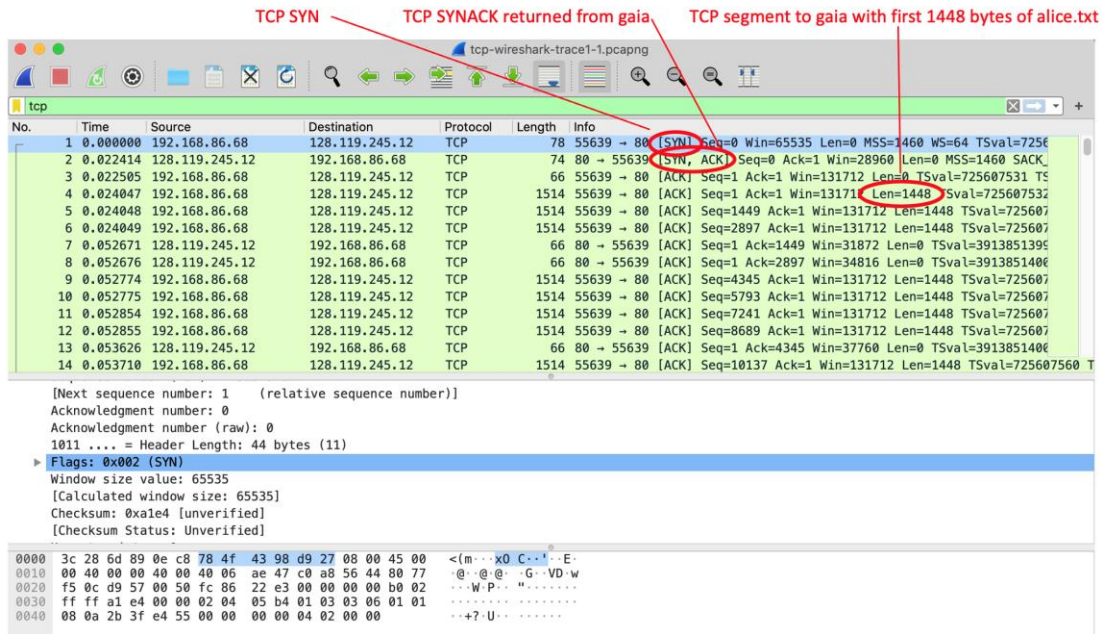 TCP SYN
TCP SYNACK returned from gaia
TCP segment to gaia with first 1448 bytes of alice.txt
tcp-wireshark-trace1-1.pcapng
tcp
No. Time Source Destination Protocol Length Info
1 0.000000 192.168.86.68 128.119.245.12 TCP 78 55639 → 80 [SYN] Seq=0 Win=65535 Len=0 MSS=1460 WS=64 TSval=7256
2 0.022414 128.119.245.12 192.168.86.68 TCP 74 80 → 55639 [SYN, ACK] Seq=0 Ack=1 Win=28960 Len=0 MSS=1460 SACK_
3 0.022505 192.168.86.68 128.119.245.12 TCP 66 55639 → 80 [ACK] Seq=1 Ack=1 Win=131712 Len=0 TSval=725607531 TS
4 0.024047 192.168.86.68 128.119.245.12 TCP 1514 55639 → 80 [ACK] Seq=1 Ack=1 Win=131712 Len=1448 TSval=725607532
5 0.024048 192.168.86.68 128.119.245.12 TCP 1514 55639 → 80 [ACK] Seq=1449 Ack=1 Win=131712 Len=1448 TSval=725607
6 0.024049 192.168.86.68 128.119.245.12 TCP 1514 55639 → 80 [ACK] Seq=2897 Ack=1 Win=131712 Len=1448 TSval=725607
7 0.052671 128.119.245.12 192.168.86.68 TCP 66 80 → 55639 [ACK] Seq=1 Ack=1449 Win=31872 Len=0 TSval=3913851399
8 0.052676 128.119.245.12 192.168.86.68 TCP 66 80 → 55639 [ACK] Seq=1 Ack=2897 Win=34816 Len=0 TSval=3913851400
9 0.052774 192.168.86.68 128.119.245.12 TCP 1514 55639 → 80 [ACK] Seq=4345 Ack=1 Win=131712 Len=1448 TSval=725607
10 0.052775 192.168.86.68 128.119.245.12 TCP 1514 55639 → 80 [ACK] Seq=5793 Ack=1 Win=131712 Len=1448 TSval=725607
11 0.052854 192.168.86.68 128.119.245.12 TCP 1514 55639 → 80 [ACK] Seq=7241 Ack=1 Win=131712 Len=1448 TSval=725607
12 0.052855 192.168.86.68 128.119.245.12 TCP 1514 55639 → 80 [ACK] Seq=8689 Ack=1 Win=131712 Len=1448 TSval=725607
13 0.053626 128.119.245.12 192.168.86.68 TCP 66 80 → 55639 [ACK] Seq=1 Ack=4345 Win=37760 Len=0 TSval=3913851400
14 0.053710 192.168.86.68 128.119.245.12 TCP 1514 55639 → 80 [ACK] Seq=10137 Ack=1 Win=131712 Len=1448 TSval=725607560 T
[Next sequence number: 1 (relative sequence number)]
Acknowledgment number: 0
Acknowledgment number (raw): 0
1011 .... = Header Length: 44 bytes (11)
Flags: 0x002 (SYN)
Window size value: 65535
[Calculated window size: 65535]
Checksum: 0xa1e4 [unverified]
[Checksum Status: Unverified]
0000 3c 28 6d 89 0e c8 78 4f 43 98 d9 27 08 00 45 00 <(m···xO C··'··E·
0010 00 40 00 00 40 00 40 06 ae 47 c0 a8 56 44 80 77 ·@··@·@· ·G··VD·w
0020 f5 0c d9 57 00 50 fc 86 22 e3 00 00 00 00 b0 02 ···W·P·· "·······
0030 ff ff a1 e4 00 00 02 04 05 b4 01 03 03 06 01 01 ········ ········
0040 08 0a 2b 3f e4 55 00 00 00 00 04 02 00 00 ··+?·U·· ······